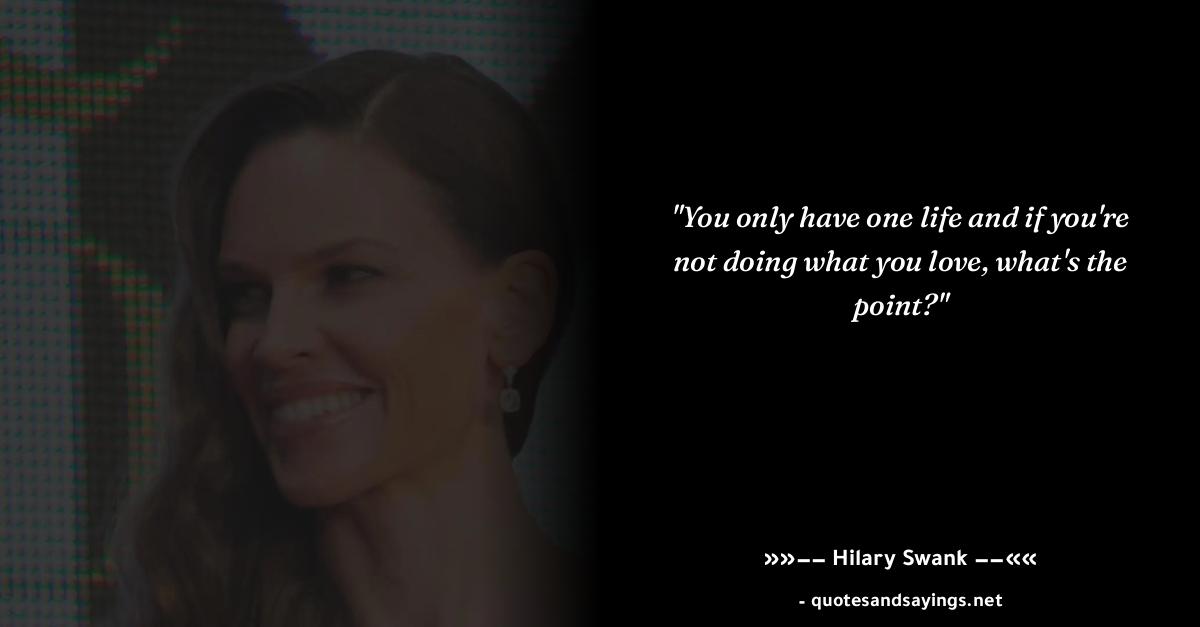 "You only have one life and if you're
not doing what you love, what's the
point?"
»»–– Hilary Swank ––««
- quotesandsayings.net